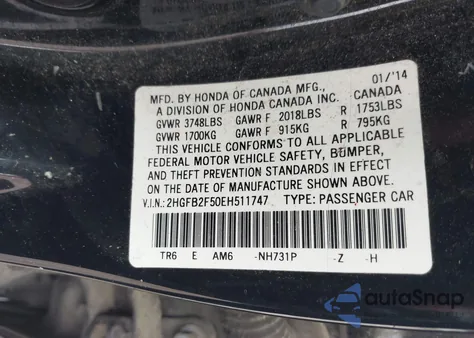 MFD. BY HONDA OF CANADA MFG., 01/'14
A DIVISION OF HONDA CANADA INC. CANADA
GVWR 3748LBS GAWR F 2018LBS R 1753LBS
GVWR 1700KG GAWR F 915KG R 795KG
THIS VEHICLE CONFORMS TO ALL APPLICABLE
FEDERAL MOTOR VEHICLE SAFETY, BUMPER,
AND THEFT PREVENTION STANDARDS IN EFFECT
ON THE DATE OF MANUFACTURE SHOWN ABOVE.
V.I.N.: 2HGFB2F50EH511747 TYPE: PASSENGER CAR
TR6 E AM6 -NH731P -Z -H
autoSnap